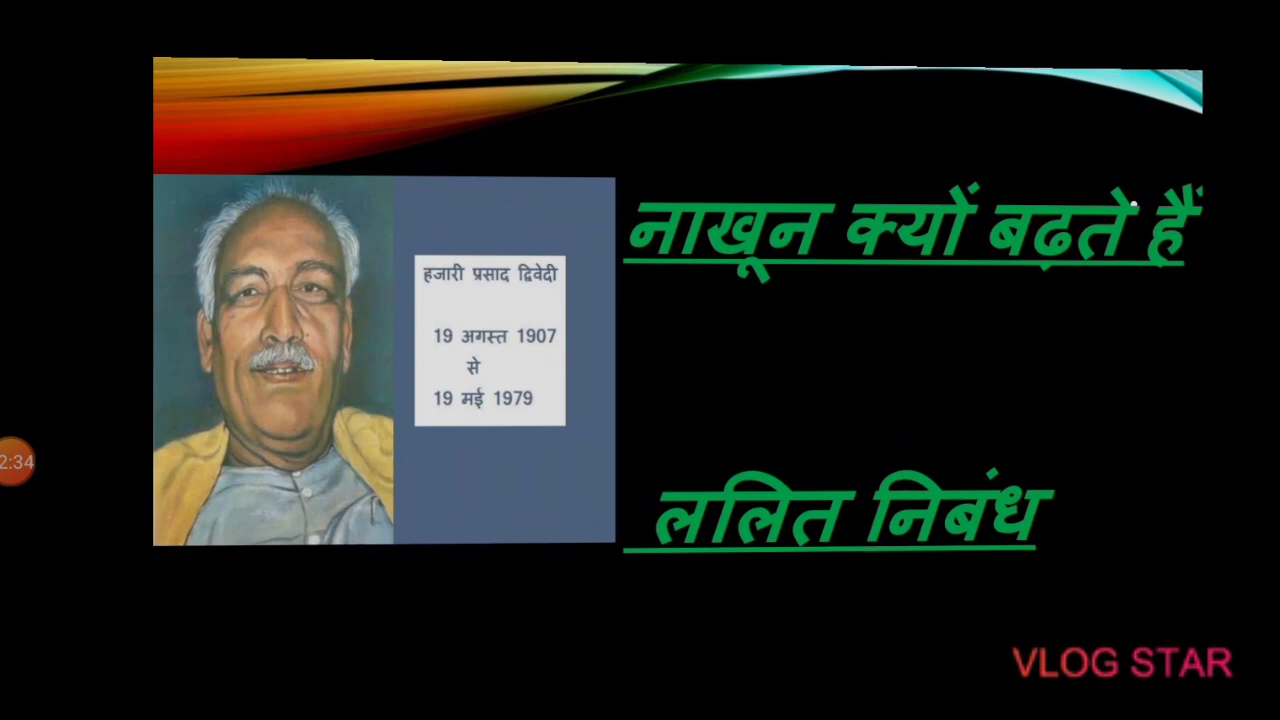 नाखून क्यों बढ़ते हैं
हजारी प्रसाद द्विवेदी
19 अगस्त 1907
से
19 मई 1979
2:34
ललित निबंध
VLOG STAR